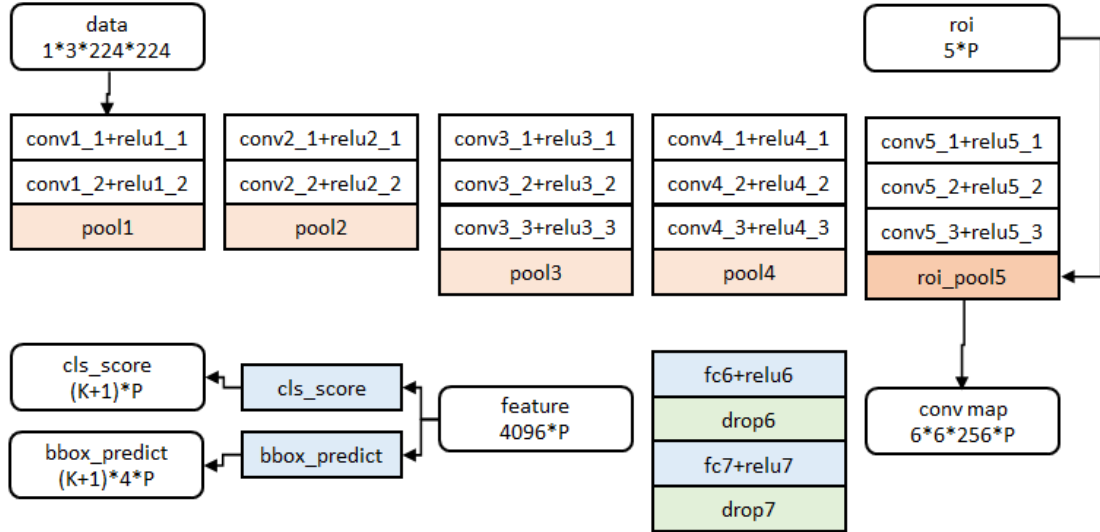 data
1*3*224*224
roi
5*P
conv1_1+relu1_1
conv1_2+relu1_2
pool1
conv2_1+relu2_1
conv2_2+relu2_2
pool2
conv3_1+relu3_1
conv3_2+relu3_2
conv3_3+relu3_3
pool3
conv4_1+relu4_1
conv4_2+relu4_2
conv4_3+relu4_3
pool4
conv5_1+relu5_1
conv5_2+relu5_2
conv5_3+relu5_3
roi_pool5
cls_score
(K+1)*P
bbox_predict
(K+1)*4*P
cls_score
bbox_predict
feature
4096*P
fc6+relu6
drop6
fc7+relu7
drop7
conv map
6*6*256*P